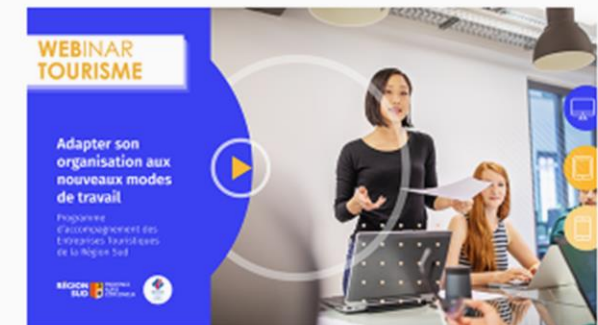 WEBINAR
TOURISME
Adapter son
organisation aux
nouveaux modes
de travail
Programme
d'accompagnement des
Entreprises Touristiques
de la Région Sud
RÉGION
SUD